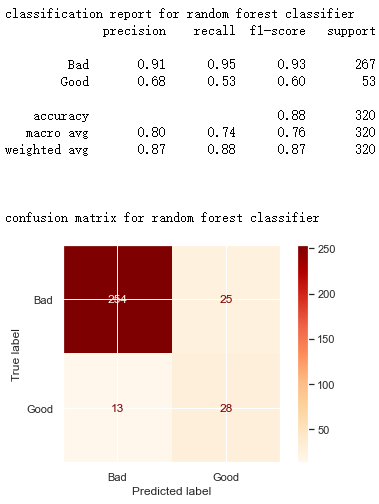 classification report for random forest classifier
precision recall f1-score support
Bad 0.91 0.95 0.93 267
Good 0.68 0.53 0.60 53
accuracy 0.88 320
macro avg 0.80 0.74 0.76 320
weighted avg 0.87 0.88 0.87 320
confusion matrix for random forest classifier
250
Bad 254 25
200
150
True label
100
Good 13 28
50
Bad Good
Predicted label